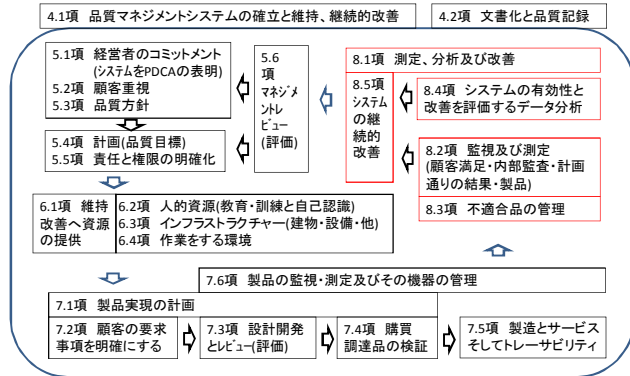 4.1項 品質マネジメントシステムの確立と維持、継続的改善
4.2項 文書化と品質記録
5.1項 経営者のコミットメント
(システムをPDCAの表明)
5.2項 顧客重視
5.3項 品質方針
5.4項 計画(品質目標)
5.5項 責任と権限の明確化
5.6
項
マネジメ
ントレ
ビュー
(評価)
8.1項 測定、分析及び改善
8.5項
システム
の継続的
改善
8.4項 システムの有効性と
改善を評価するデータ分析
8.2項 監視及び測定
(顧客満足・内部監査・計画
通りの結果・製品)
8.3項 不適合品の管理
6.1項 維持
改善へ資源
の提供
6.2項 人的資源(教育・訓練と自己認識)
6.3項 インフラストラクチャー(建物・設備・他)
6.4項 作業をする環境
7.6項 製品の監視・測定及びその機器の管理
7.1項 製品実現の計画
7.2項 顧客の要求
事項を明確にする
7.3項 設計開発
とレビュー(評価)
7.4項 購買
調達品の検証
7.5項 製造とサービス
そしてトレーサビリティ